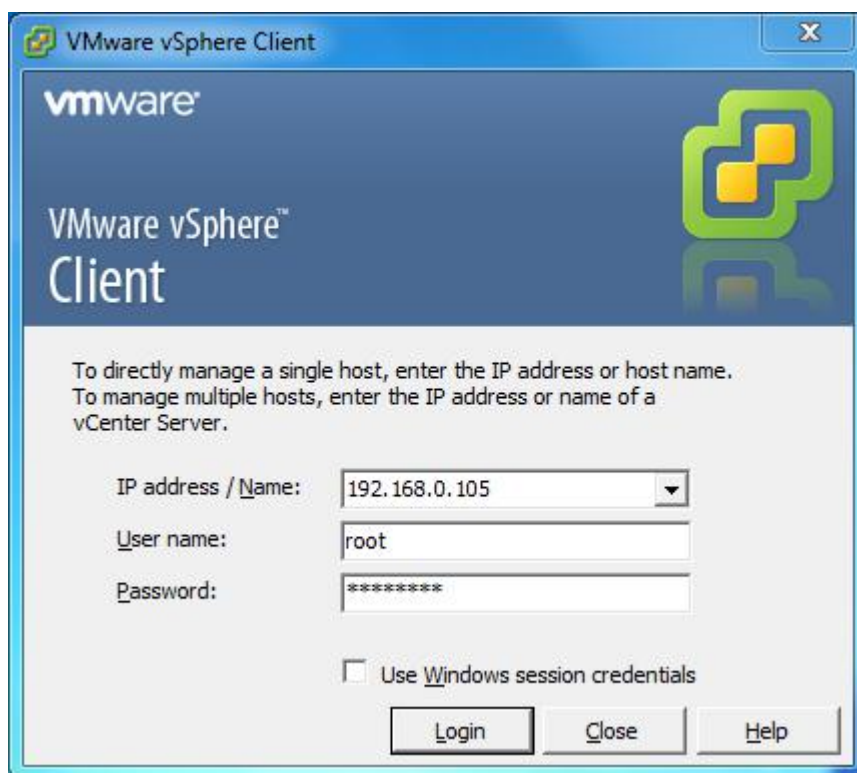 VMware vSphere Client
vmware
VMware vSphere™
Client
To directly manage a single host, enter the IP address or host name.
To manage multiple hosts, enter the IP address or name of a
vCenter Server.
IP address / Name: 192.168.0.105
User name: root
Password: ********
Use Windows session credentials
Login Close Help